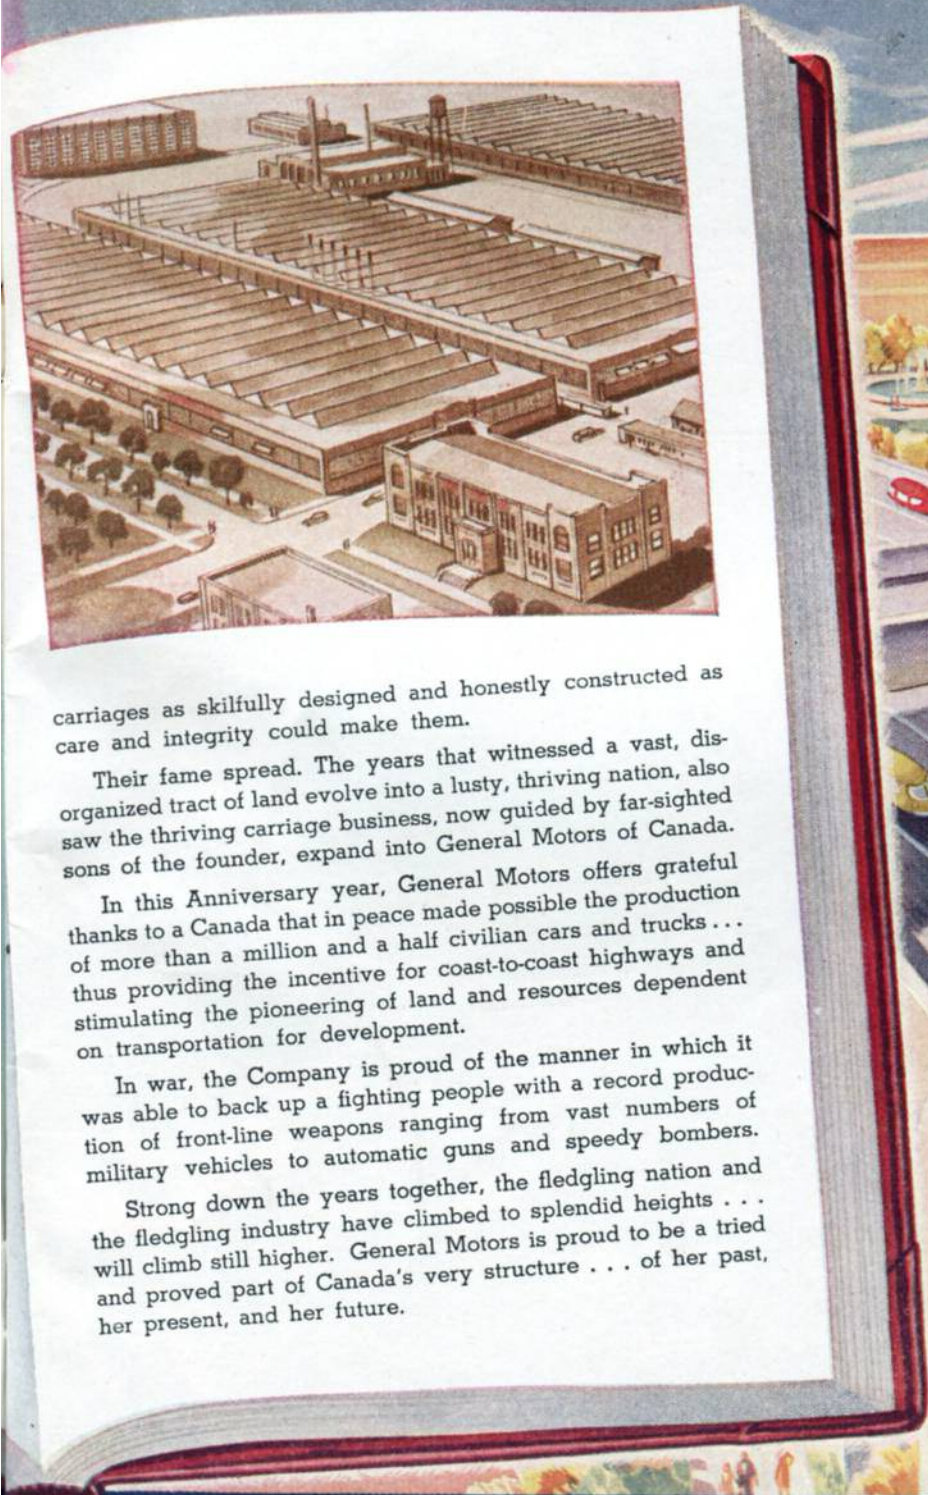 carriages as skilfully designed and honestly constructed as
care and integrity could make them.
Their fame spread. The years that witnessed a vast, dis-
organized tract of land evolve into a lusty, thriving nation, also
saw the thriving carriage business, now guided by far-sighted
sons of the founder, expand into General Motors of Canada.
In this Anniversary year, General Motors offers grateful
thanks to a Canada that in peace made possible the production
of more than a million and a half civilian cars and trucks...
thus providing the incentive for coast-to-coast highways and
stimulating the pioneering of land and resources dependent
on transportation for development.
In war, the Company is proud of the manner in which it
was able to back up a fighting people with a record produc-
tion of front-line weapons ranging from vast numbers of
military vehicles to automatic guns and speedy bombers.
Strong down the years together, the fledgling nation and
the fledgling industry have climbed to splendid heights . . .
will climb still higher. General Motors is proud to be a tried
and proved part of Canada's very structure . . . of her past,
her present, and her future.